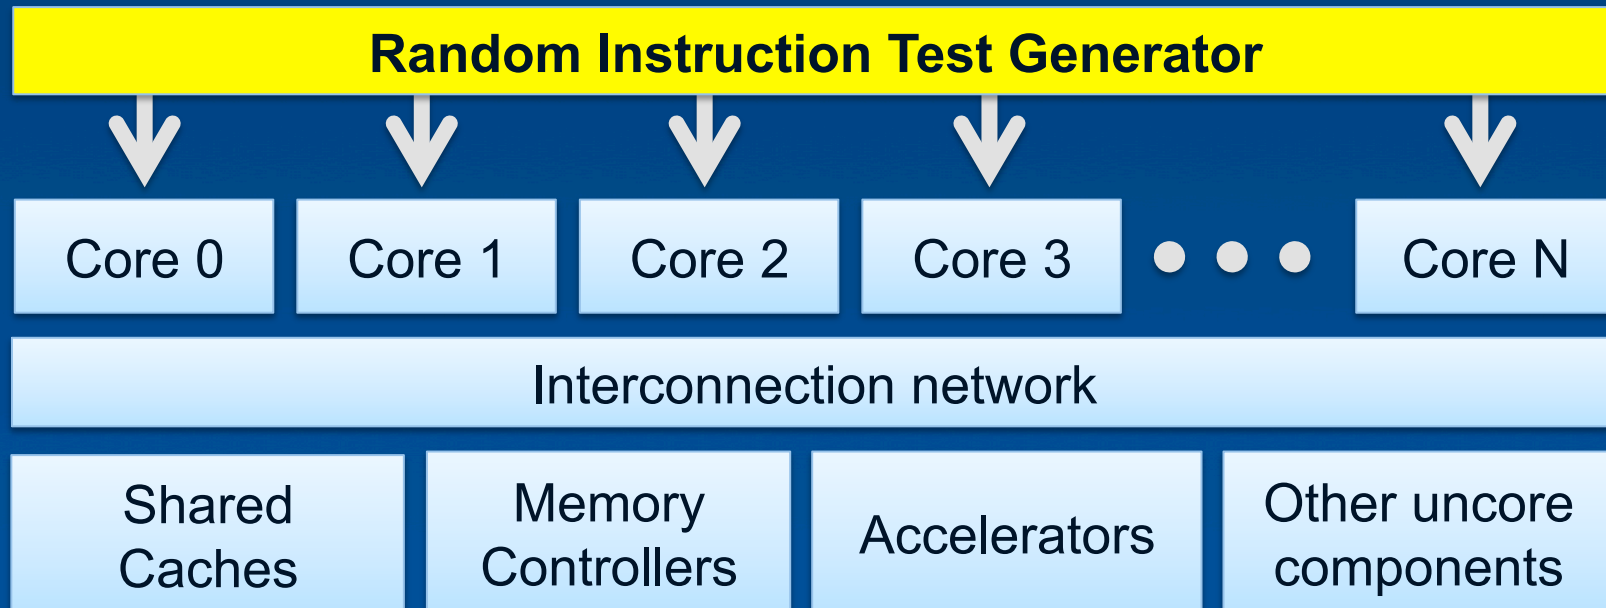 Random Instruction Test Generator
Core 0
Core 1
Core 2
Core 3
Core N
Interconnection network
Shared
Caches
Memory
Controllers
Accelerators
Other uncore
components